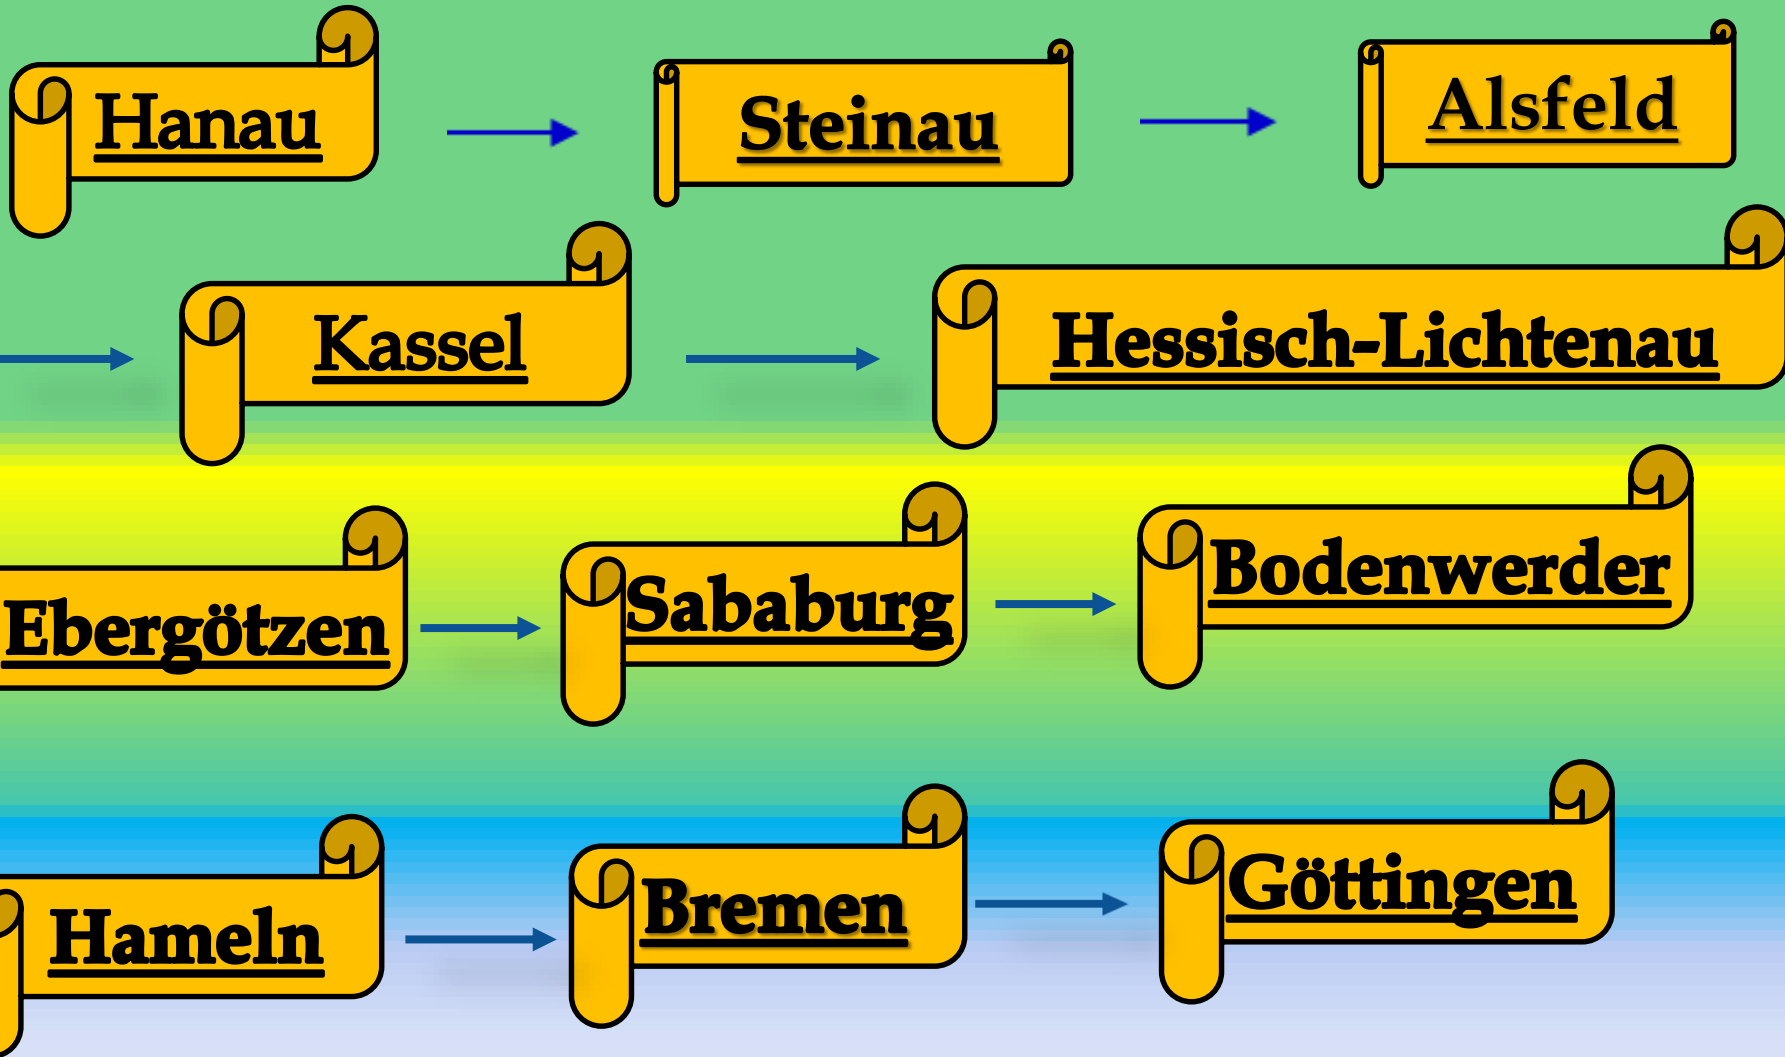 Hanau
Steinau
Alsfeld
Kassel
Hessisch-Lichtenau
Ebergötzen
Sababurg
Bodenwerder
Hameln
Bremen
Göttingen